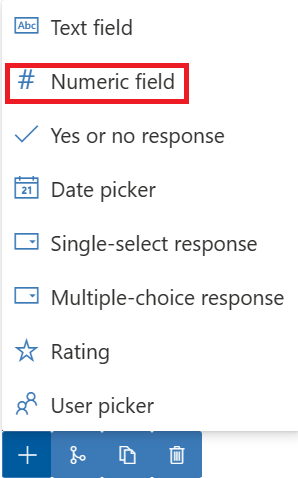 Abc Text field
# Numeric field
Yes or no response
21 Date picker
Single-select response
Multiple-choice response
Rating
User picker